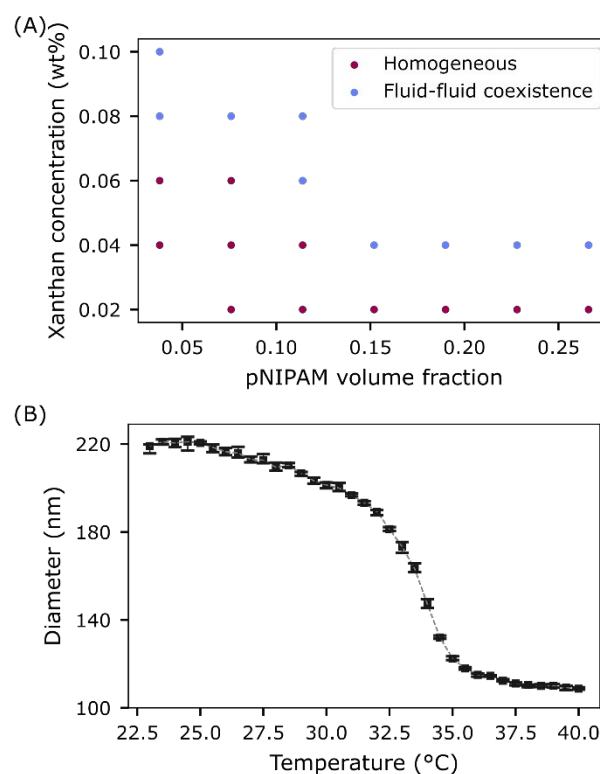 (A)
Xanthan concentration (wt%)
0.10
0.08
0.06
0.04
0.02
Homogeneous
Fluid-fluid coexistence
0.05 0.10 0.15 0.20 0.25
pNIPAM volume fraction
(B)
Diameter (nm)
220
180
140
100
22.5 25.0 27.5 30.0 32.5 35.0 37.5 40.0
Temperature (°C)